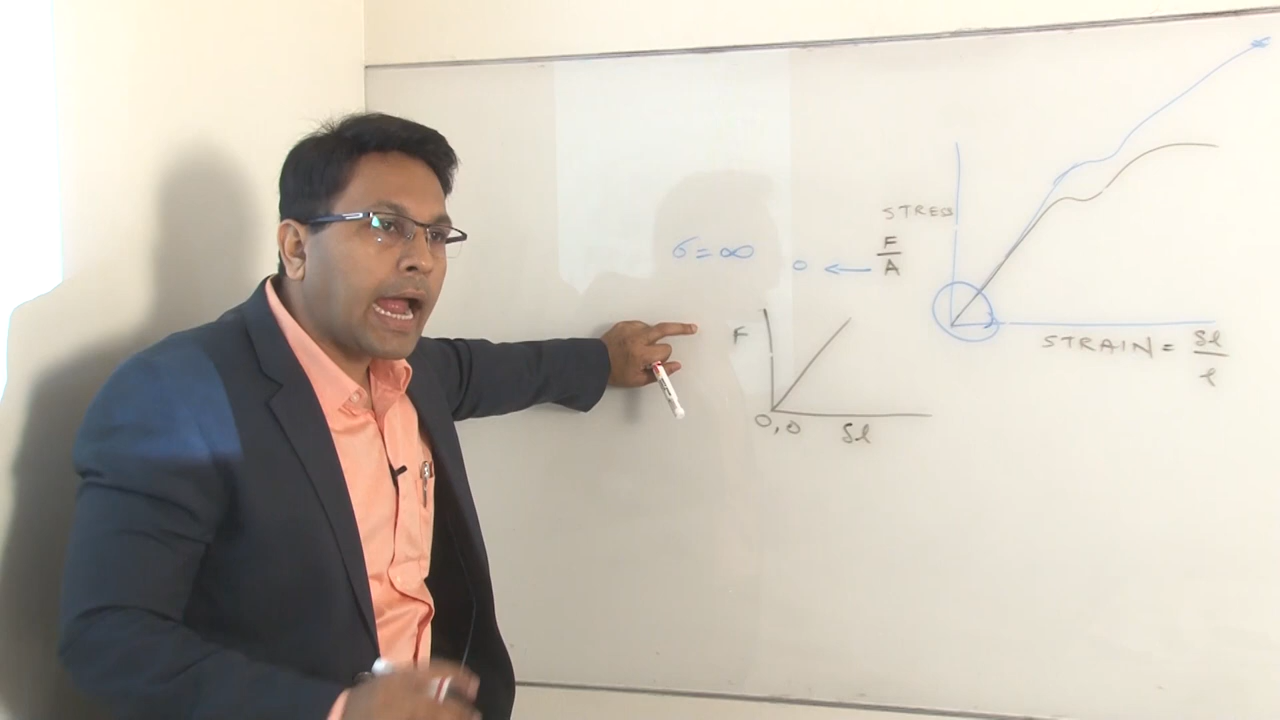 STRESS
F
A
σ = ∞
0 ←
F
0,0
δl
STRAIN = δl
l